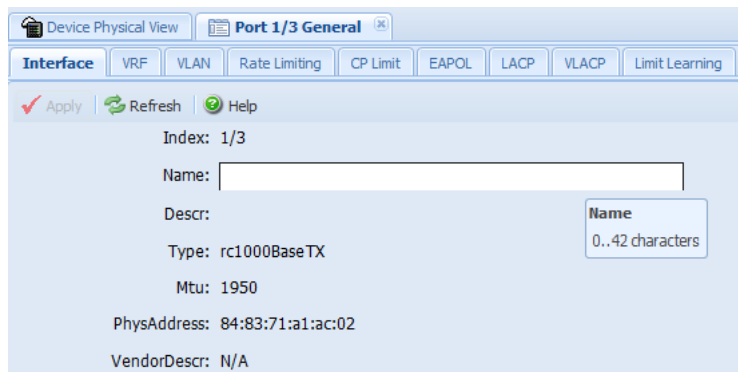 Device Physical View Port 1/3 General
Interface VRF VLAN Rate Limiting CP Limit EAPOL LACP VLACP Limit Learning
Apply Refresh Help
Index: 1/3
Name:
Descr:
Name
0..42 characters
Type: rc1000BaseTX
Mtu: 1950
PhysAddress: 84:83:71:a1:ac:02
VendorDescr: N/A